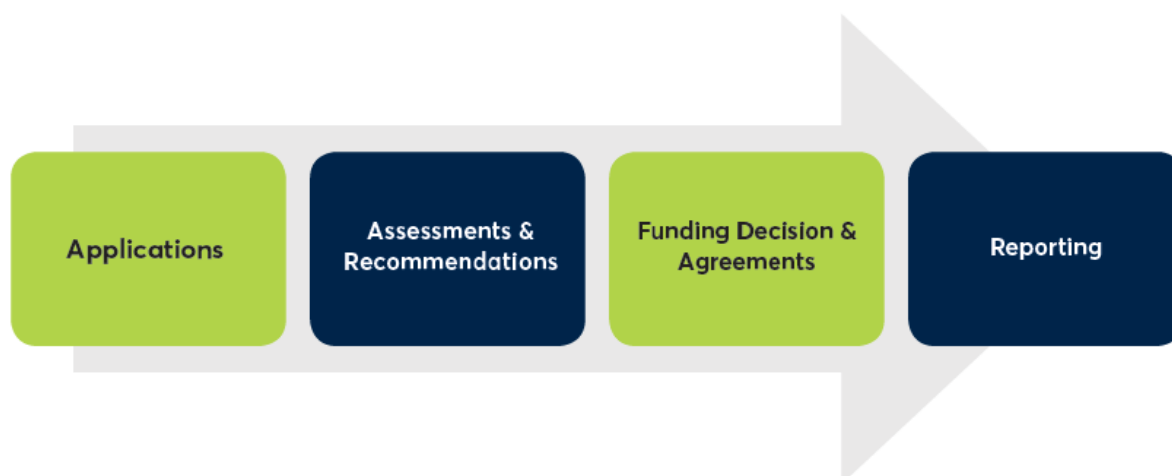 Applications
Assessments &
Recommendations
Funding Decision &
Agreements
Reporting